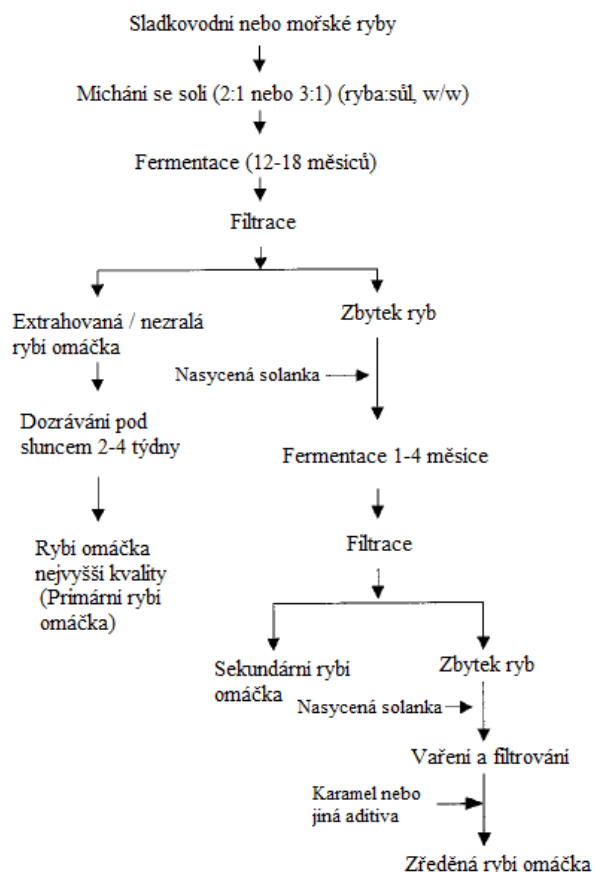 Sladkovodní nebo mořské ryby
Míchání se solí (2:1 nebo 3:1) (ryba:sůl, w/w)
Fermentace (12-18 měsíců)
Filtrace
Extrahovaná / nezralá
rybí omáčka
Zbytek ryb
Nasycená solanka
Dozrávání pod
sluncem 2-4 týdny
Fermentace 1-4 měsíce
Rybí omáčka
nejvyšší kvality
(Primární rybí
omáčka)
Filtrace
Sekundární rybí
omáčka
Zbytek ryb
Nasycená solanka
Vaření a filtrování
Karamel nebo
jiná aditiva
Zředěná rybí omáčka